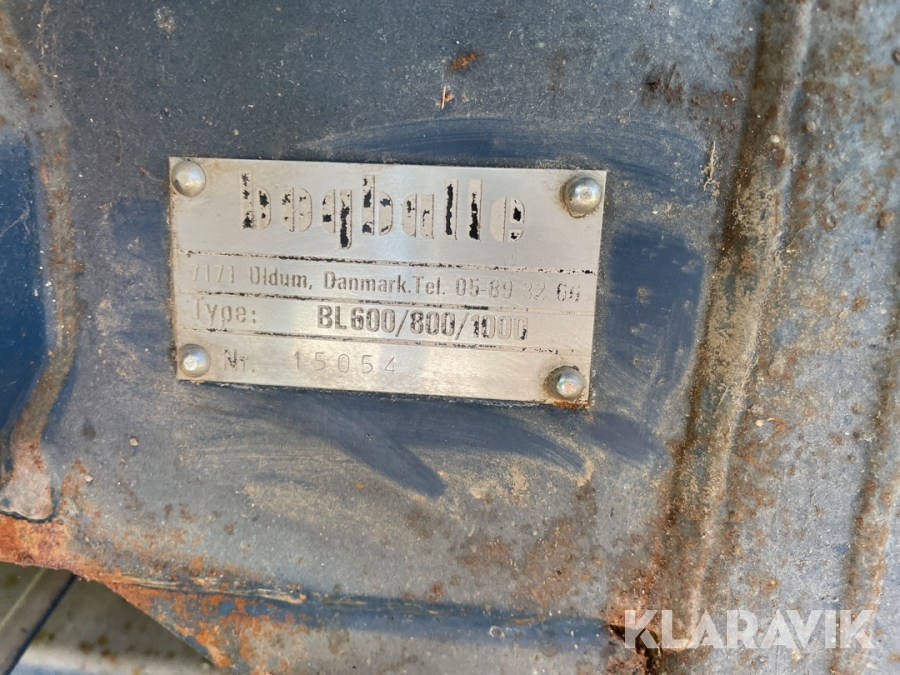 bogballe
7171 Uldum, Danmark. Tel. 05-89 32 66
Type: BL600/800/1000
Nr. 15054
KLARAVIK